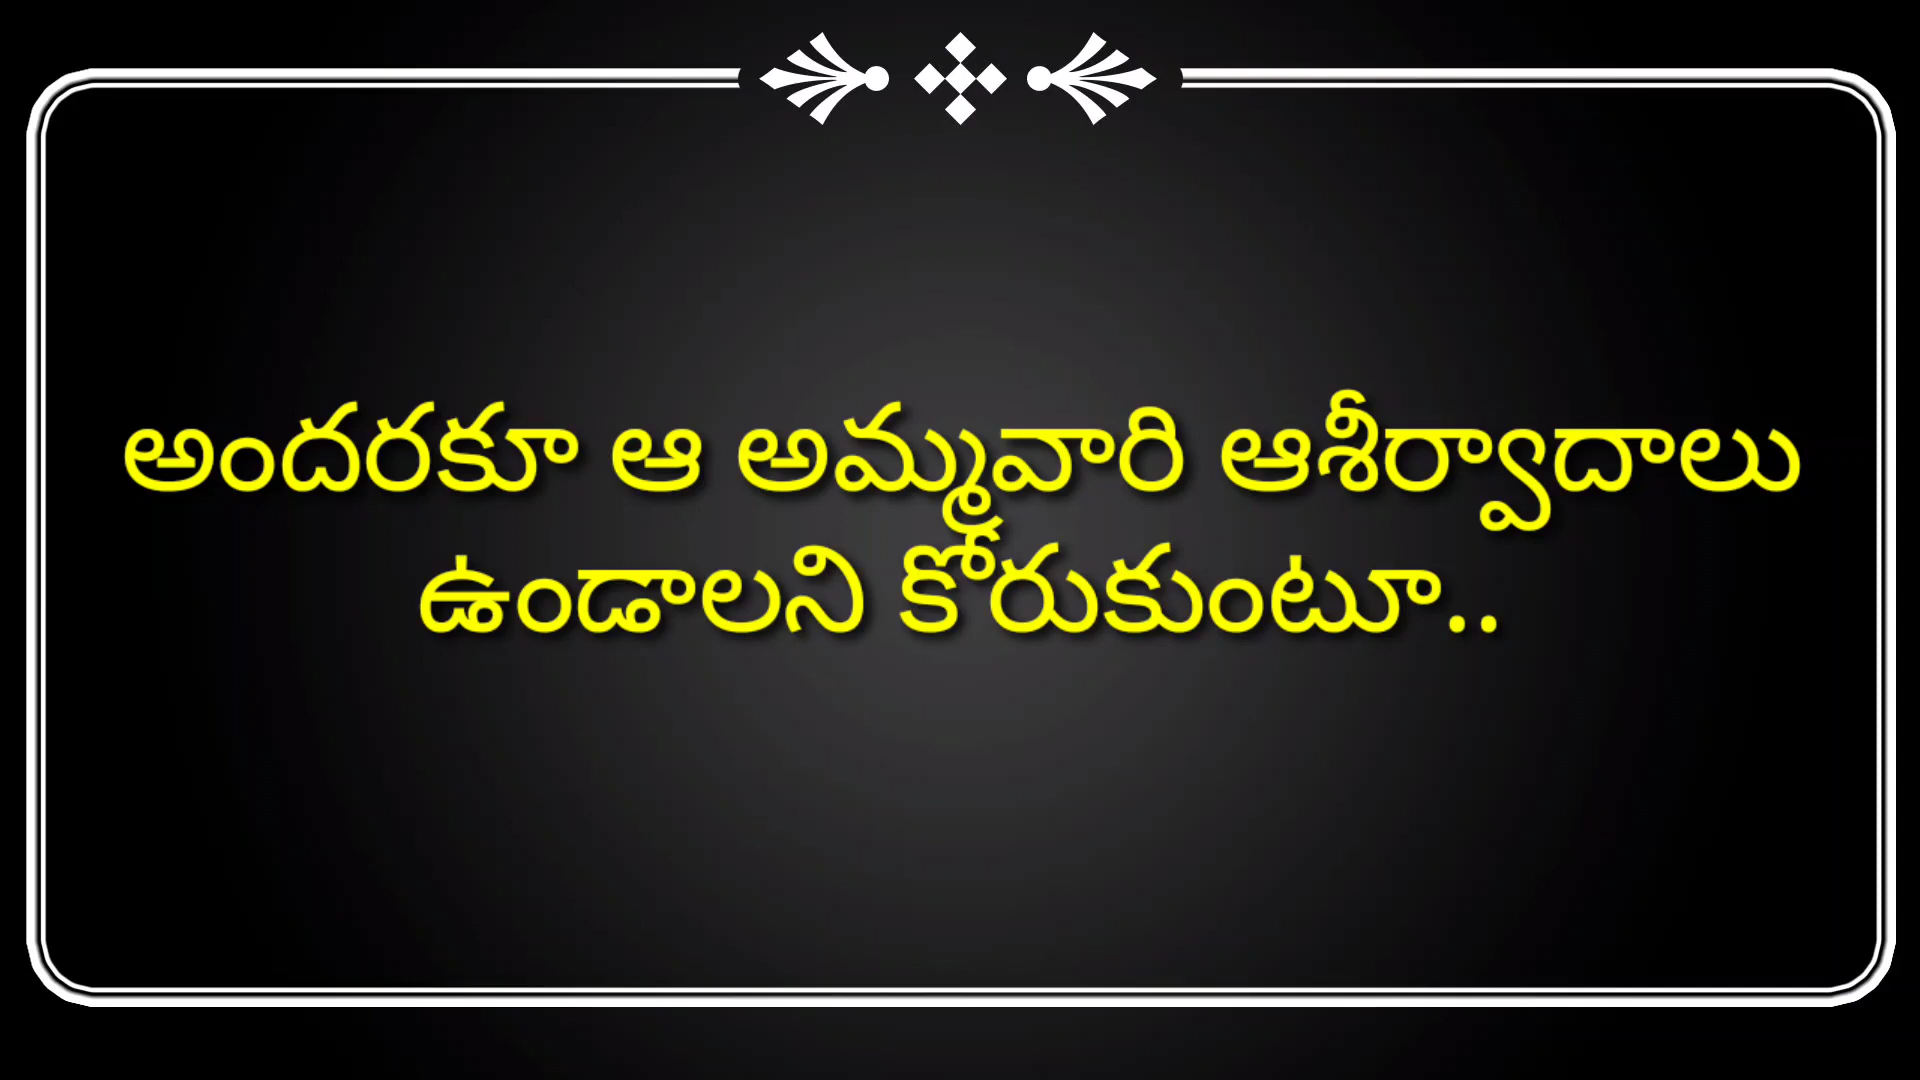 అందరకూ ఆ అమ్మవారి ఆశీర్వాదాలు
ఉండాలని కోరుకుంటూ..